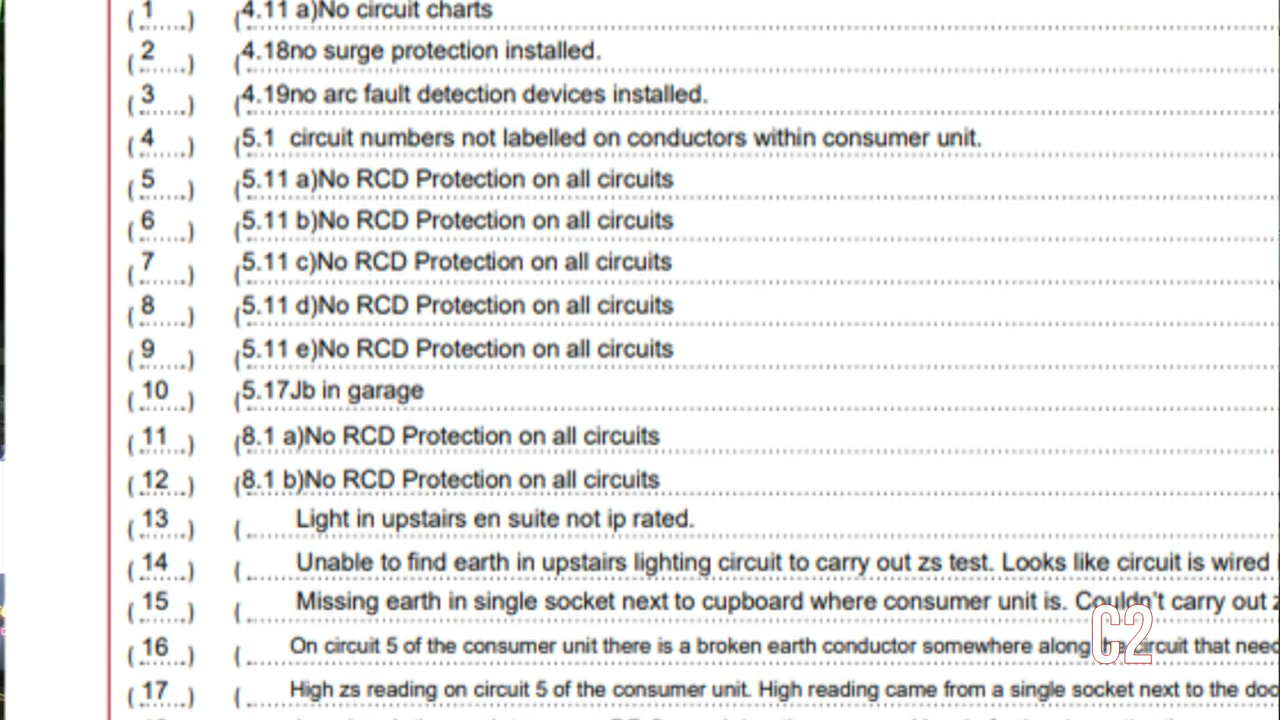 ( 1 ) (4.11 a)No circuit charts
( 2 ) (4.18no surge protection installed.
( 3 ) (4.19no arc fault detection devices installed.
( 4 ) (5.1 circuit numbers not labelled on conductors within consumer unit.
( 5 ) (5.11 a)No RCD Protection on all circuits
( 6 ) (5.11 b)No RCD Protection on all circuits
( 7 ) (5.11 c)No RCD Protection on all circuits
( 8 ) (5.11 d)No RCD Protection on all circuits
( 9 ) (5.11 e)No RCD Protection on all circuits
( 10 ) (5.17Jb in garage
( 11 ) (8.1 a)No RCD Protection on all circuits
( 12 ) (8.1 b)No RCD Protection on all circuits
( 13 ) ( Light in upstairs en suite not ip rated.
( 14 ) ( Unable to find earth in upstairs lighting circuit to carry out zs test. Looks like circuit is wired
( 15 ) ( Missing earth in single socket next to cupboard where consumer unit is. Couldn't carry out
( 16 ) ( On circuit 5 of the consumer unit there is a broken earth conductor somewhere along the circuit that need
C2
( 17 ) ( High zs reading on circuit 5 of the consumer unit. High reading came from a single socket next to the doo